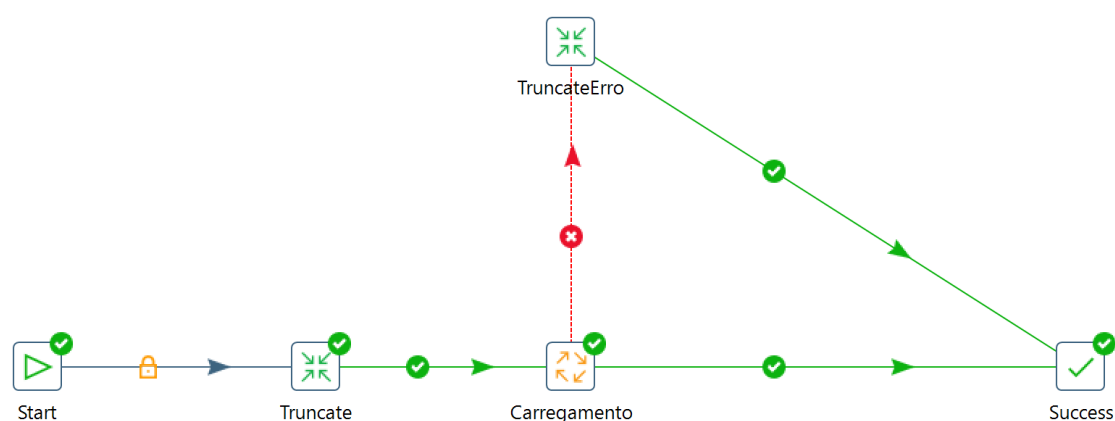 TruncateErro
Start
Truncate
Carregamento
Success